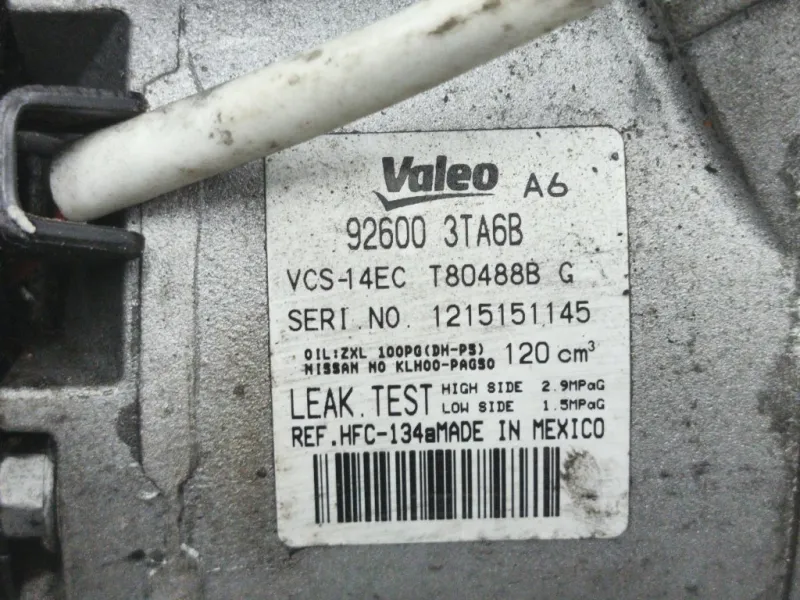 Valeo A6
92600 3TA6B
VCS-14EC T80488B G
SERI.NO. 1215151145
OIL:ZXL 100PG(DH-PS) 120 cm³
NISSAN NO KLH00-PAGS0
LEAK.TEST HIGH SIDE 2.9MPaG
LOW SIDE 1.5MPaG
REF.HFC-134aMADE IN MEXICO